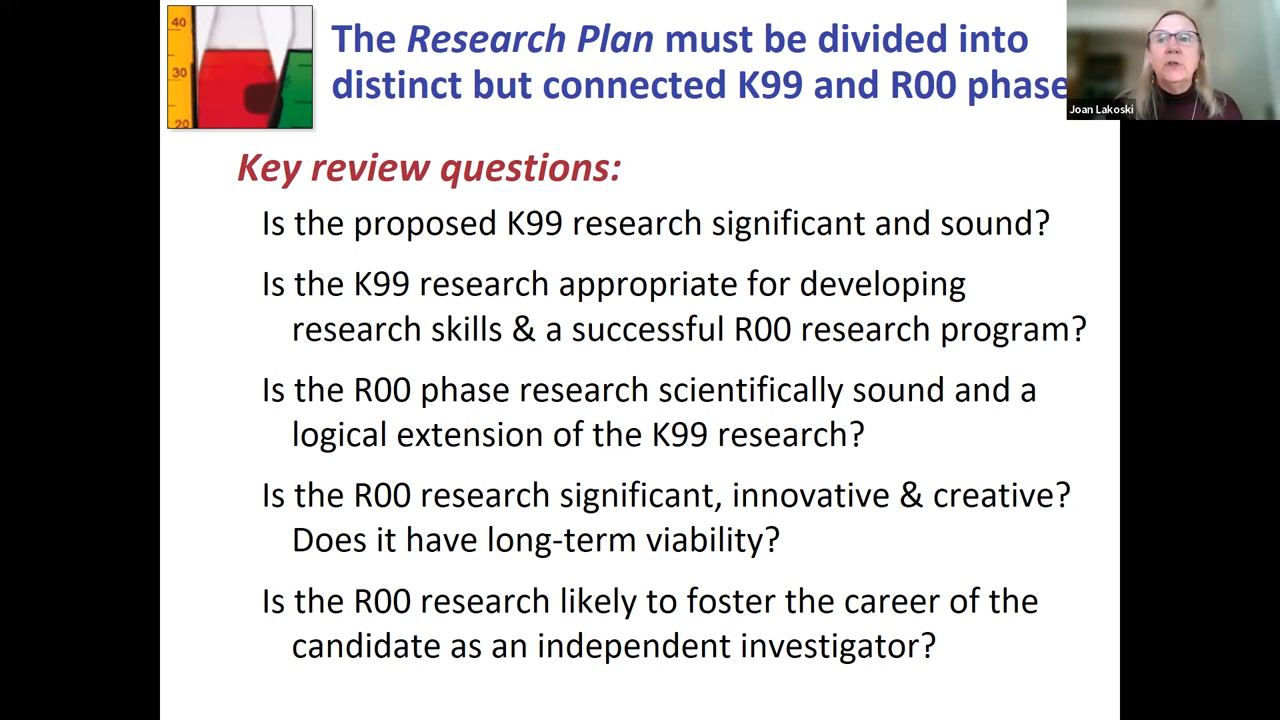 40
30
20
The Research Plan must be divided into
distinct but connected K99 and R00 phase
Joan Lakoski
Key review questions:
Is the proposed K99 research significant and sound?
Is the K99 research appropriate for developing
research skills & a successful R00 research program?
Is the R00 phase research scientifically sound and a
logical extension of the K99 research?
Is the R00 research significant, innovative & creative?
Does it have long-term viability?
Is the R00 research likely to foster the career of the
candidate as an independent investigator?